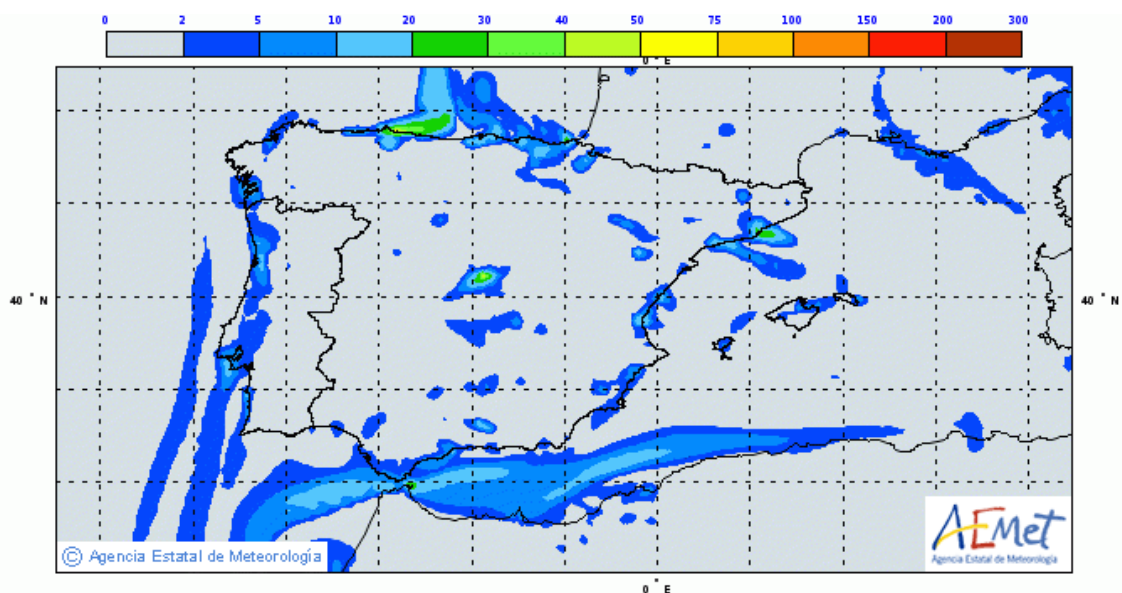 0 2 5 10 20 30 40 50 75 100 150 200 300
0 ° E
40 ° N 40 ° N
© Agencia Estatal de Meteorología
AEMet
Agencia Estatal de Meteorología
0 ° E